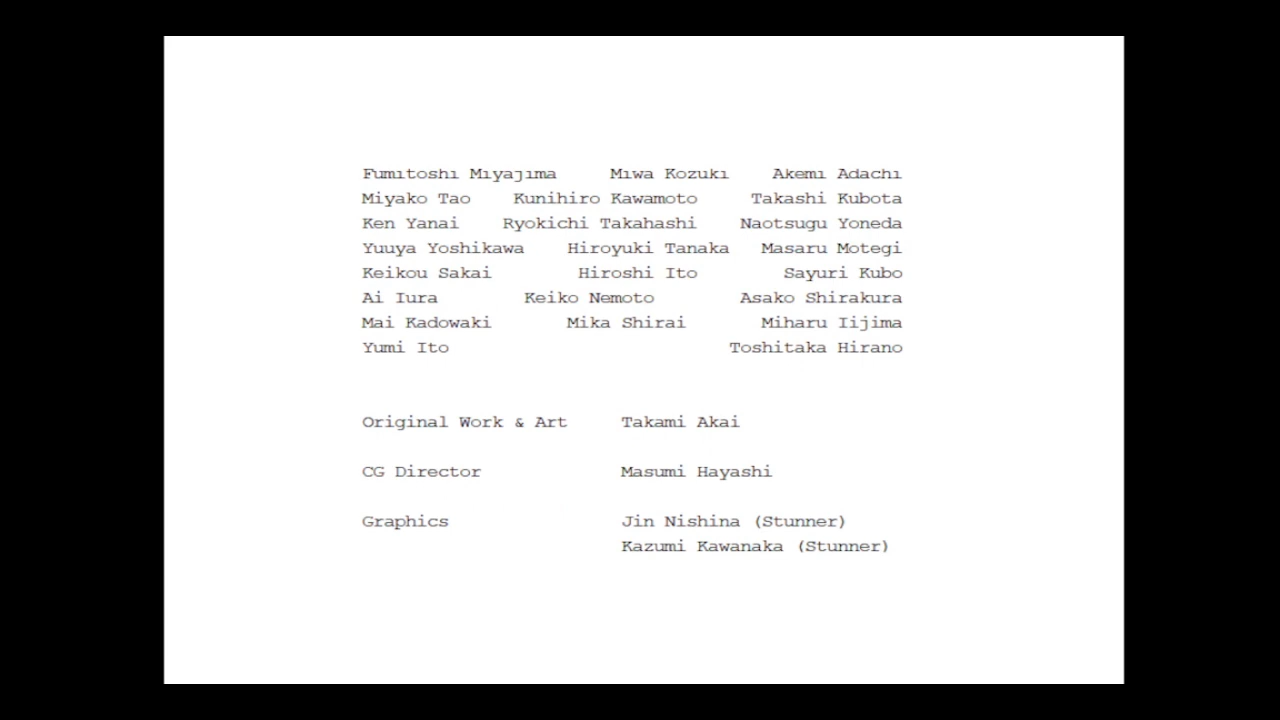 Fumitoshi Miyajima Miwa Kozuki Akemi Adachi
Miyako Tao Kunihiro Kawamoto Takashi Kubota
Ken Yanai Ryokichi Takahashi Naotsugu Yoneda
Yuuya Yoshikawa Hiroyuki Tanaka Masaru Motegi
Keikou Sakai Hiroshi Ito Sayuri Kubo
Ai Iura Keiko Nemoto Asako Shirakura
Mai Kadowaki Mika Shirai Miharu Iijima
Yumi Ito Toshitaka Hirano
Original Work & Art Takami Akai
CG Director Masumi Hayashi
Graphics Jin Nishina (Stunner)
Kazumi Kawanaka (Stunner)